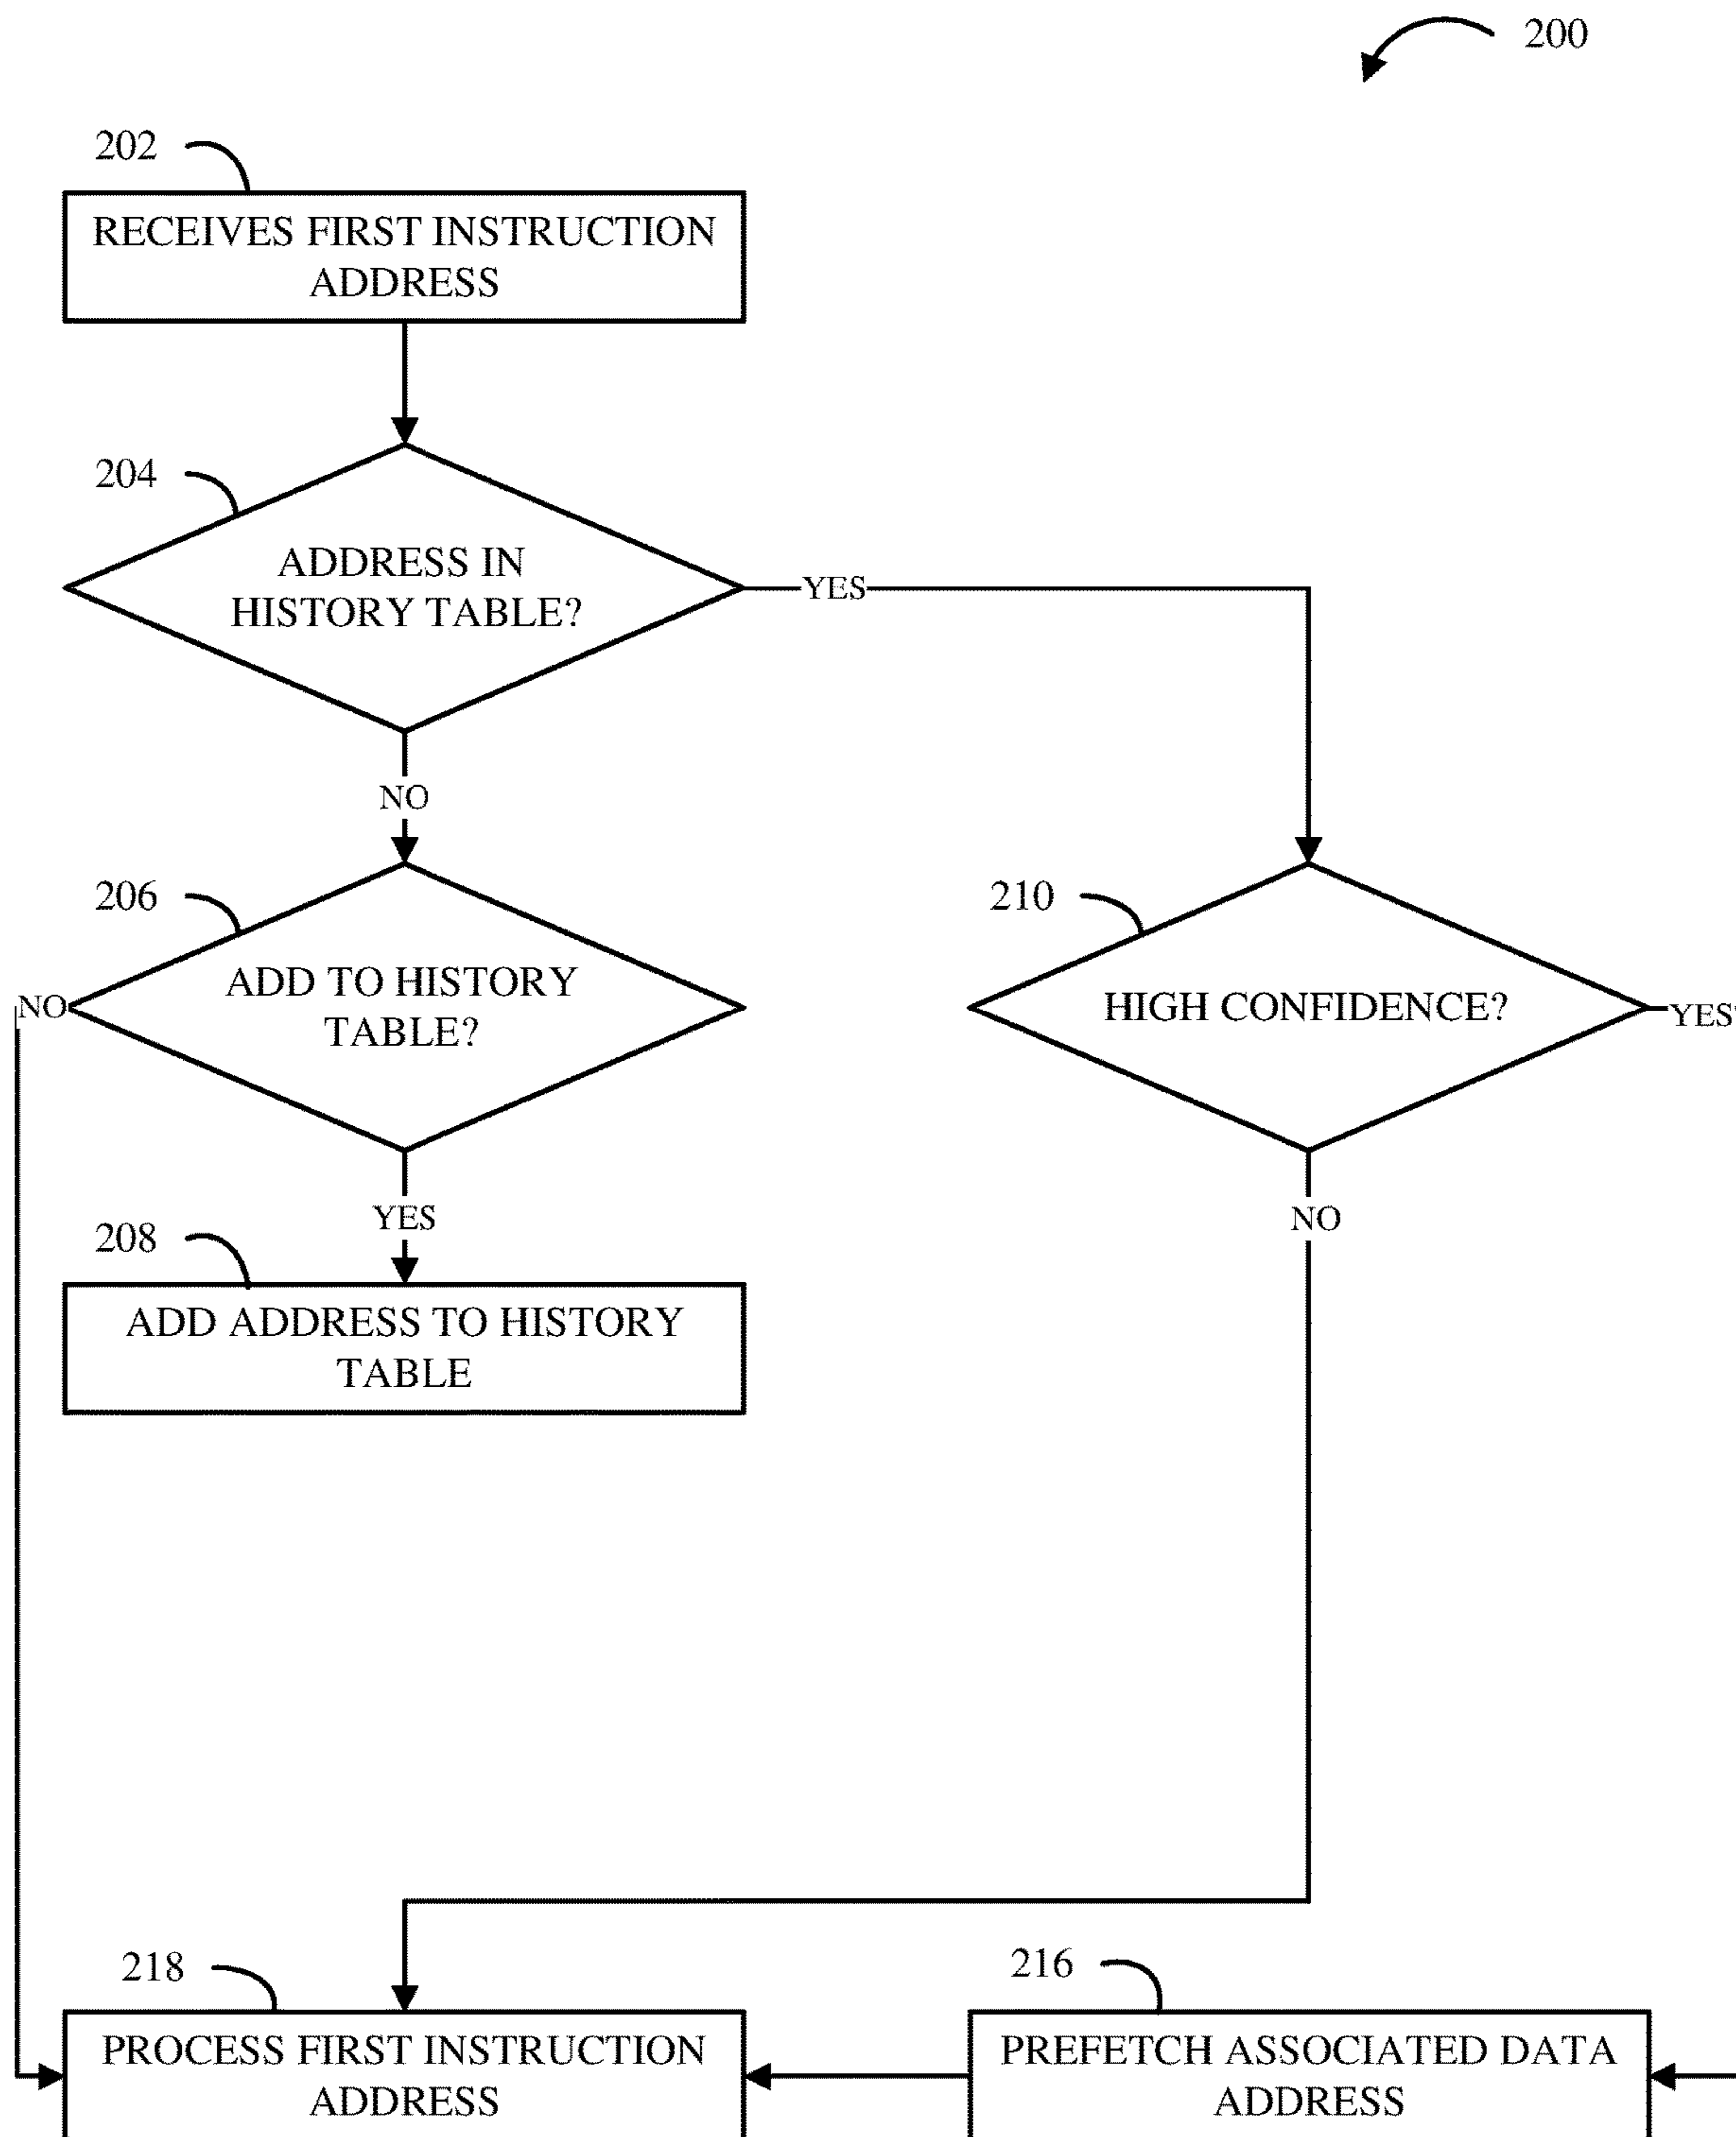 200
202
RECEIVES FIRST INSTRUCTION
ADDRESS
204
ADDRESS IN
HISTORY TABLE?
YES
NO
206
ADD TO HISTORY
TABLE?
NO
210
HIGH CONFIDENCE?
YES
YES
NO
208
ADD ADDRESS TO HISTORY
TABLE
218
PROCESS FIRST INSTRUCTION
ADDRESS
216
PREFETCH ASSOCIATED DATA
ADDRESS